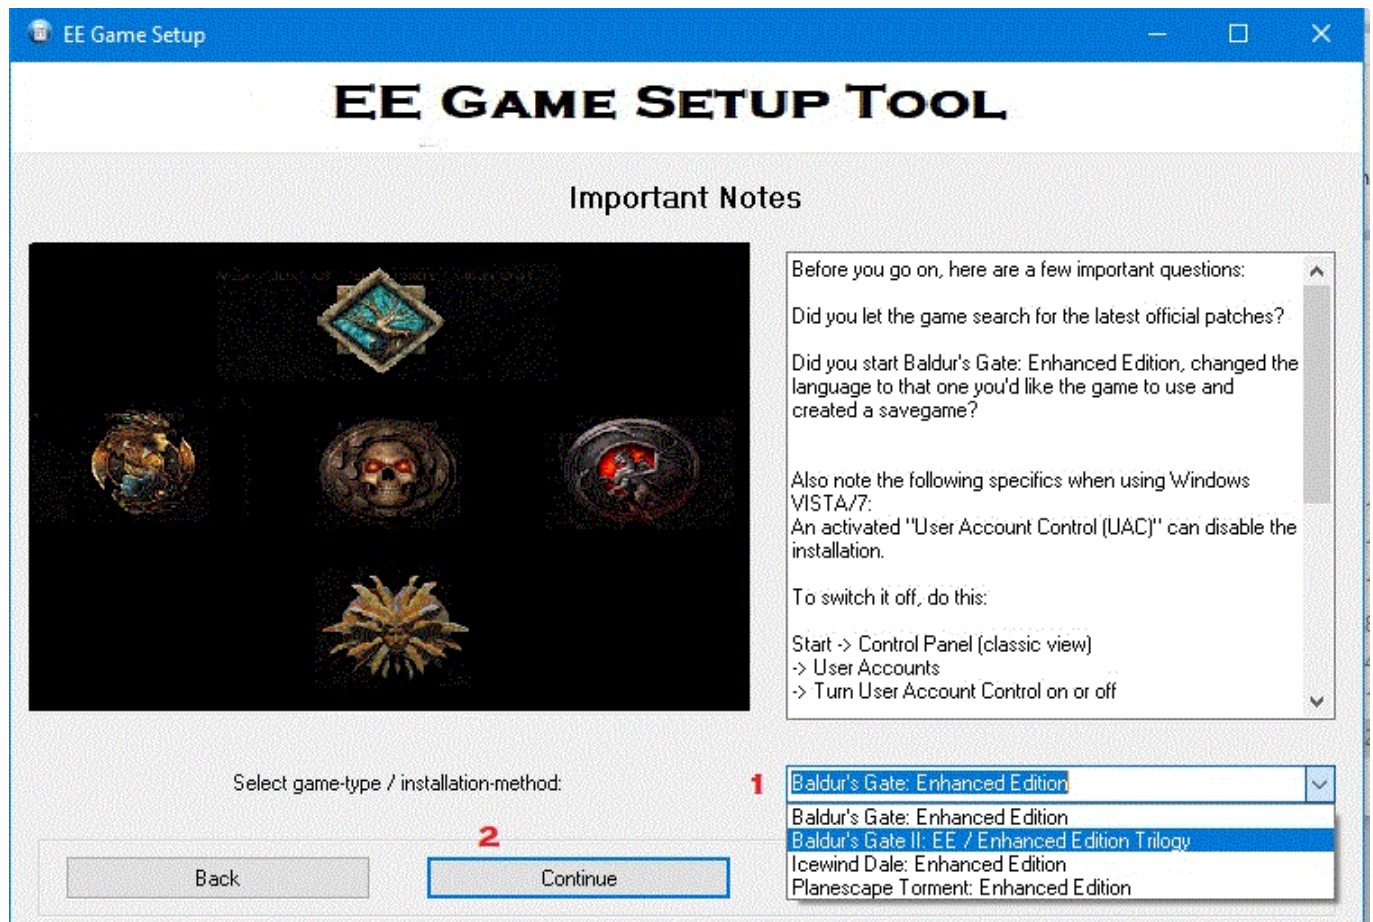 EE Game Setup
EE GAME SETUP TOOL
Important Notes
Before you go on, here are a few important questions:
Did you let the game search for the latest official patches?
Did you start Baldur's Gate: Enhanced Edition, changed the
language to that one you'd like the game to use and
created a savegame?
Also note the following specifics when using Windows
VISTA/7:
An activated "User Account Control (UAC)" can disable the
installation.
To switch it off, do this:
Start -> Control Panel (classic view)
-> User Accounts
-> Turn User Account Control on or off
Select game-type / installation-method:
1
Baldur's Gate: Enhanced Edition
Baldur's Gate: Enhanced Edition
Baldur's Gate II: EE / Enhanced Edition Trilogy
Icewind Dale: Enhanced Edition
Planescape Torment: Enhanced Edition
2
Back
Continue